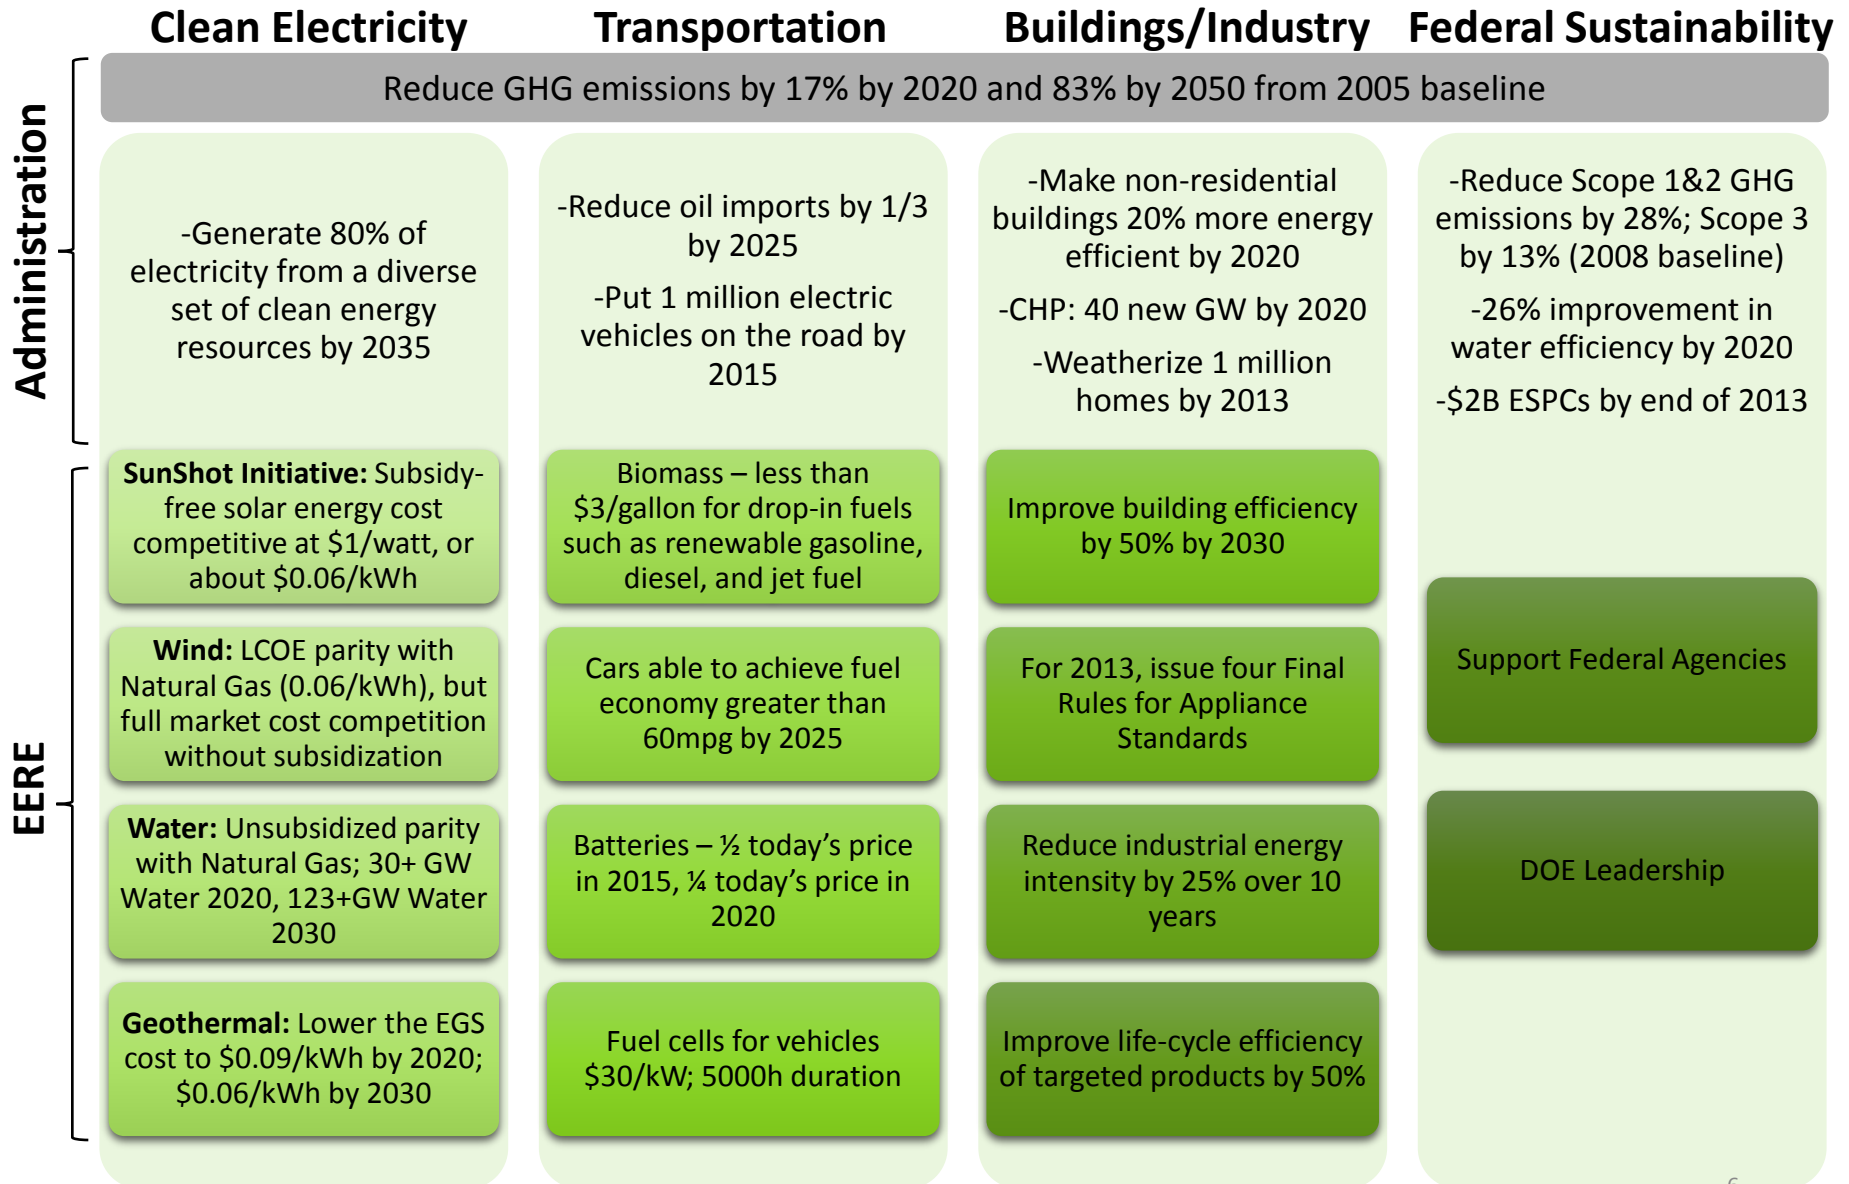 Clean Electricity
Transportation
Buildings/Industry
Federal Sustainability
Administration
Reduce GHG emissions by 17% by 2020 and 83% by 2050 from 2005 baseline
-Generate 80% of
electricity from a diverse
set of clean energy
resources by 2035
-Reduce oil imports by 1/3
by 2025
-Put 1 million electric
vehicles on the road by
2015
-Make non-residential
buildings 20% more energy
efficient by 2020
-CHP: 40 new GW by 2020
-Weatherize 1 million
homes by 2013
-Reduce Scope 1&2 GHG
emissions by 28%; Scope 3
by 13% (2008 baseline)
-26% improvement in
water efficiency by 2020
-$2B ESPCs by end of 2013
EERE
SunShot Initiative: Subsidy-
free solar energy cost
competitive at $1/watt, or
about $0.06/kWh
Wind: LCOE parity with
Natural Gas (0.06/kWh), but
full market cost competition
without subsidization
Water: Unsubsidized parity
with Natural Gas; 30+ GW
Water 2020, 123+GW Water
2030
Geothermal: Lower the EGS
cost to $0.09/kWh by 2020;
$0.06/kWh by 2030
Biomass – less than
$3/gallon for drop-in fuels
such as renewable gasoline,
diesel, and jet fuel
Cars able to achieve fuel
economy greater than
60mpg by 2025
Batteries – ½ today’s price
in 2015, ¼ today’s price in
2020
Fuel cells for vehicles
$30/kW; 5000h duration
Improve building efficiency
by 50% by 2030
For 2013, issue four Final
Rules for Appliance
Standards
Reduce industrial energy
intensity by 25% over 10
years
Improve life-cycle efficiency
of targeted products by 50%
Support Federal Agencies
DOE Leadership